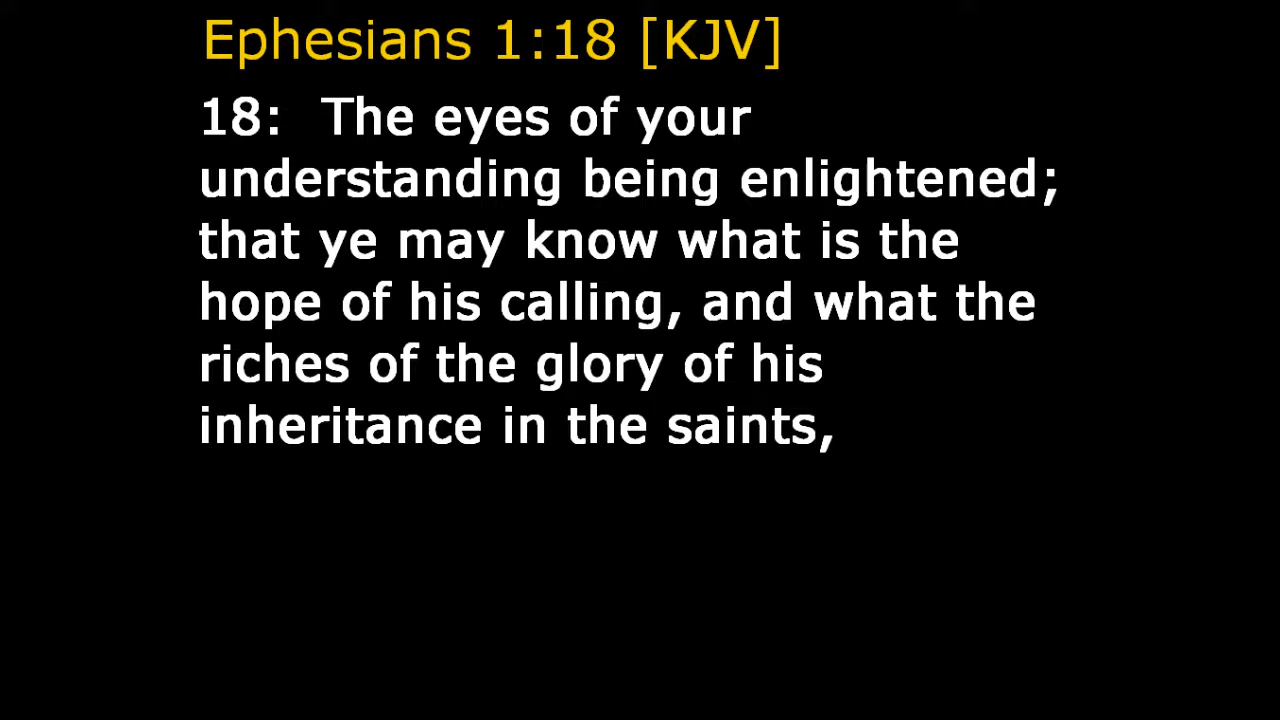 Ephesians 1:18 [KJV]
18:  The eyes of your
understanding being enlightened;
that ye may know what is the
hope of his calling, and what the
riches of the glory of his
inheritance in the saints,